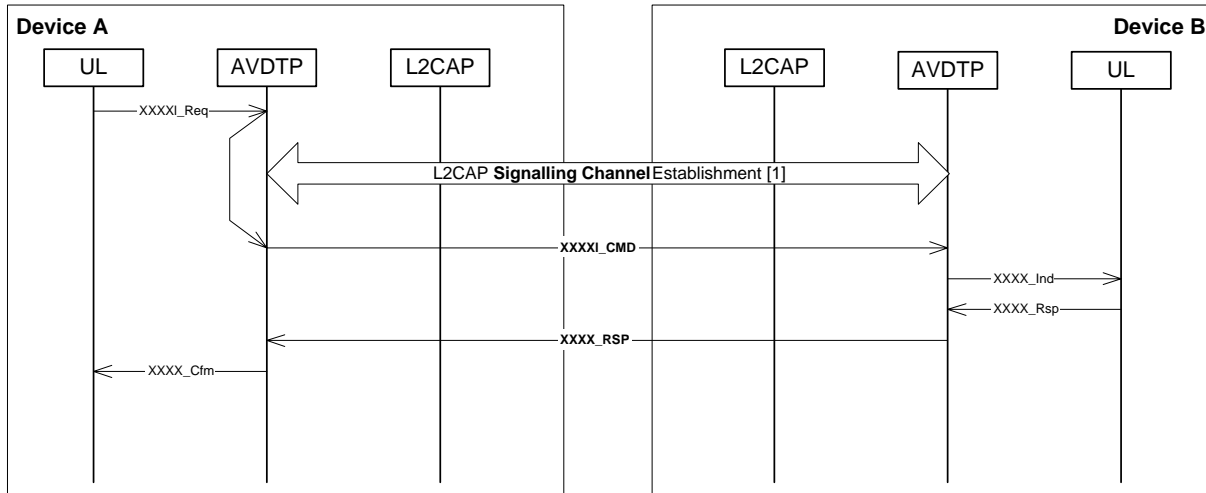 Device A
Device B
UL
AVDTP
L2CAP
L2CAP
AVDTP
UL
XXXXI_Req
L2CAP Signalling Channel Establishment [1]
XXXXI_CMD
XXXX_Ind
XXXX_Rsp
XXXX_RSP
XXXX_Cfm